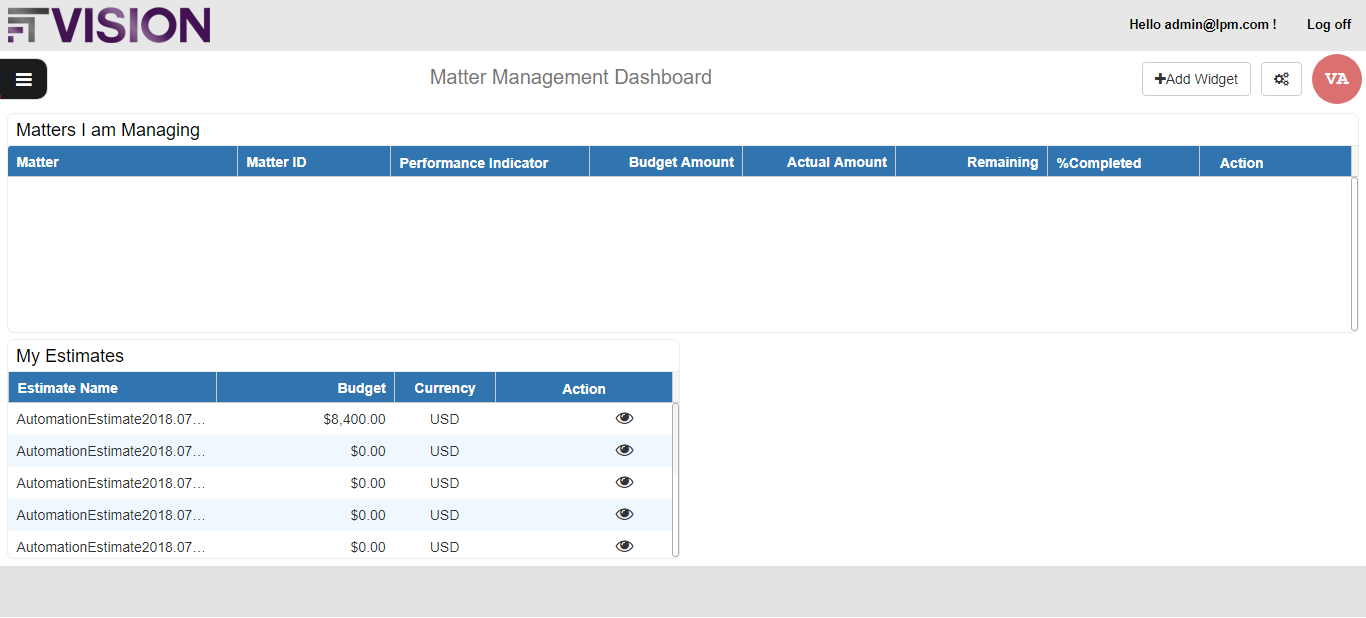 VISION
Hello admin@lpm.com !
Log off
Matter Management Dashboard
Add Widget
VA
Matters I am Managing
Matter Matter ID Performance Indicator Budget Amount Actual Amount Remaining %Completed Action
My Estimates
Estimate Name Budget Currency Action
AutomationEstimate2018.07… $8,400.00 USD
AutomationEstimate2018.07… $0.00 USD
AutomationEstimate2018.07… $0.00 USD
AutomationEstimate2018.07… $0.00 USD
AutomationEstimate2018.07… $0.00 USD